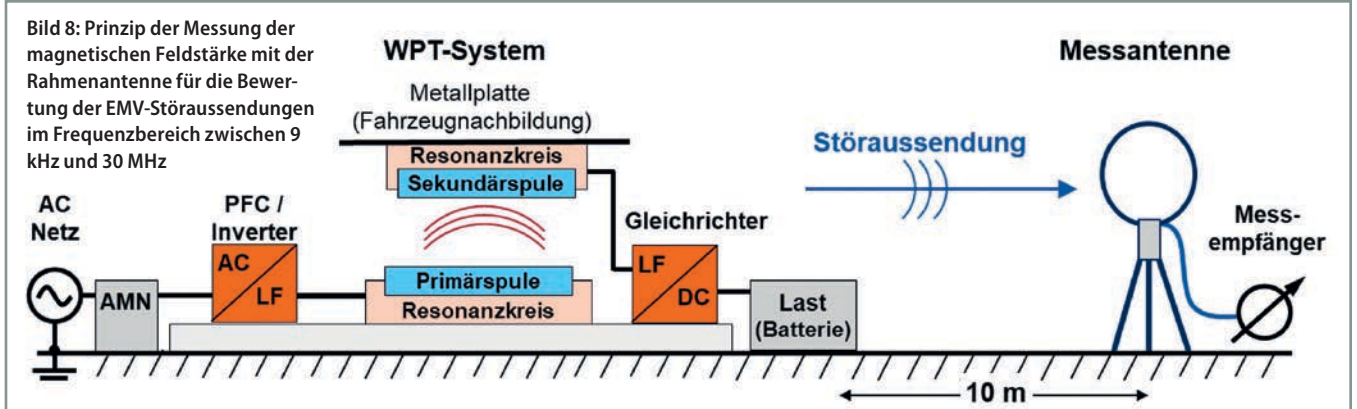 Bild 8: Prinzip der Messung der
magnetischen Feldstärke mit der
Rahmenantenne für die Bewer-
tung der EMV-Störaussendungen
im Frequenzbereich zwischen 9
kHz und 30 MHz
WPT-System
Metallplatte
(Fahrzeugnachbildung)
Resonanzkreis
Sekundärspule
Primärspule
Resonanzkreis
AC
Netz
AMN
PFC /
Inverter
AC
LF
Gleichrichter
LF
DC
Last
(Batterie)
Störaussendung
Messantenne
Mess-
empfänger
10 m